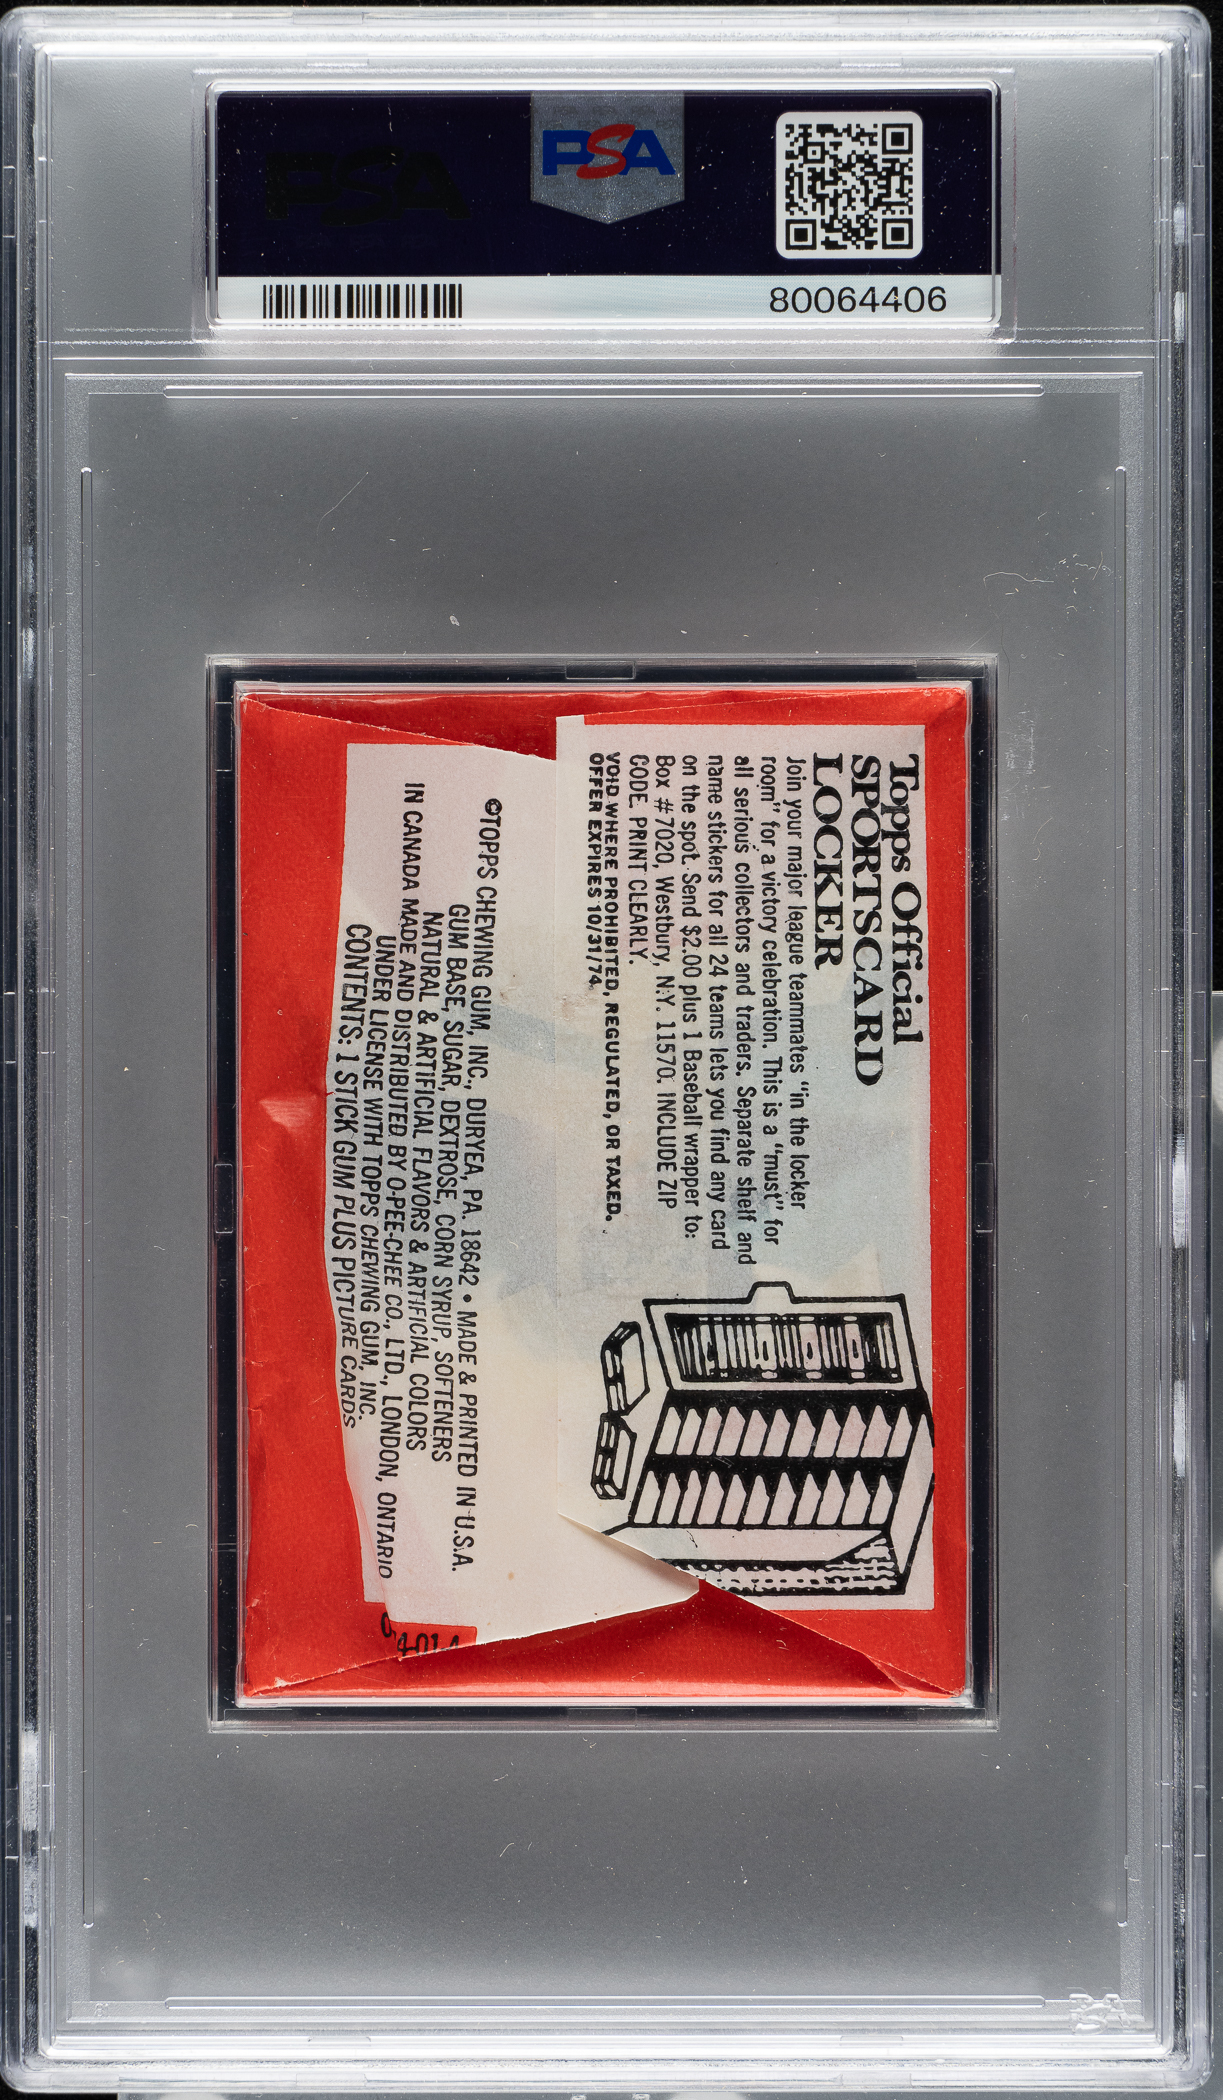 PSA
PSA
80064406
Topps Official
SPORTSCARD
LOCKER
Join your major league teammates "in the locker
room" for a victory celebration. This is a "must" for
all serious collectors and traders. Separate shelf and
name stickers for all 24 teams lets you find any card
on the spot. Send $2.00 plus 1 Baseball wrapper to:
Box # 7020, Westbury, N.Y. 11570. INCLUDE ZIP
CODE. PRINT CLEARLY.
VOID WHERE PROHIBITED, REGULATED, OR TAXED.
OFFER EXPIRES 10/31/74.
©TOPPS CHEWING GUM, INC., DURYEA, PA. 18642 • MADE & PRINTED IN U.S.A.
GUM BASE, SUGAR, DEXTROSE, CORN SYRUP, SOFTENERS
NATURAL & ARTIFICIAL FLAVORS & ARTIFICIAL COLORS
IN CANADA MADE AND DISTRIBUTED BY O-PEE-CHEE CO., LTD., LONDON, ONTARIO
UNDER LICENSE WITH TOPPS CHEWING GUM, INC.
CONTENTS: 1 STICK GUM PLUS PICTURE CARDS
PSA